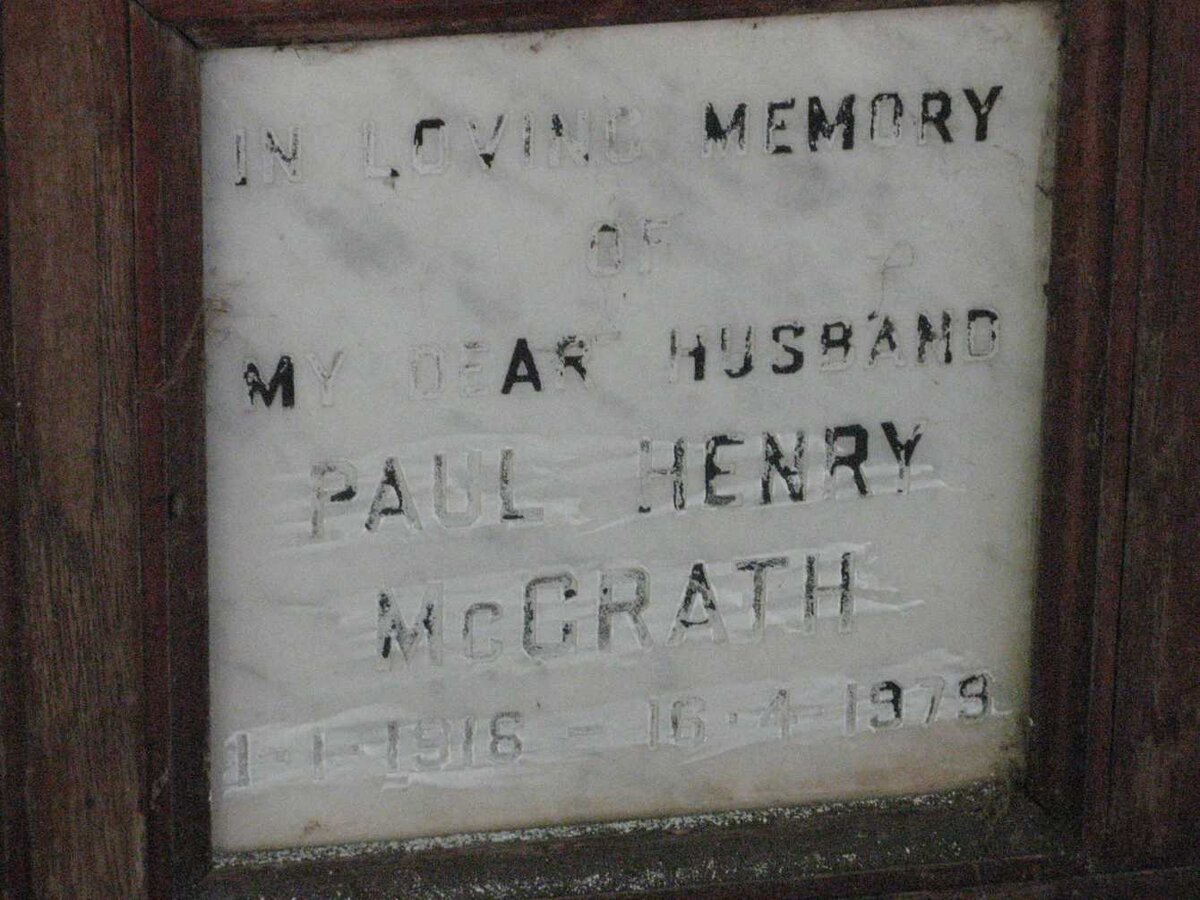 IN LOVING MEMORY
OF
MY DEAR HUSBAND
PAUL HENRY
McGRATH
1-1-1916 - 16-4-1979